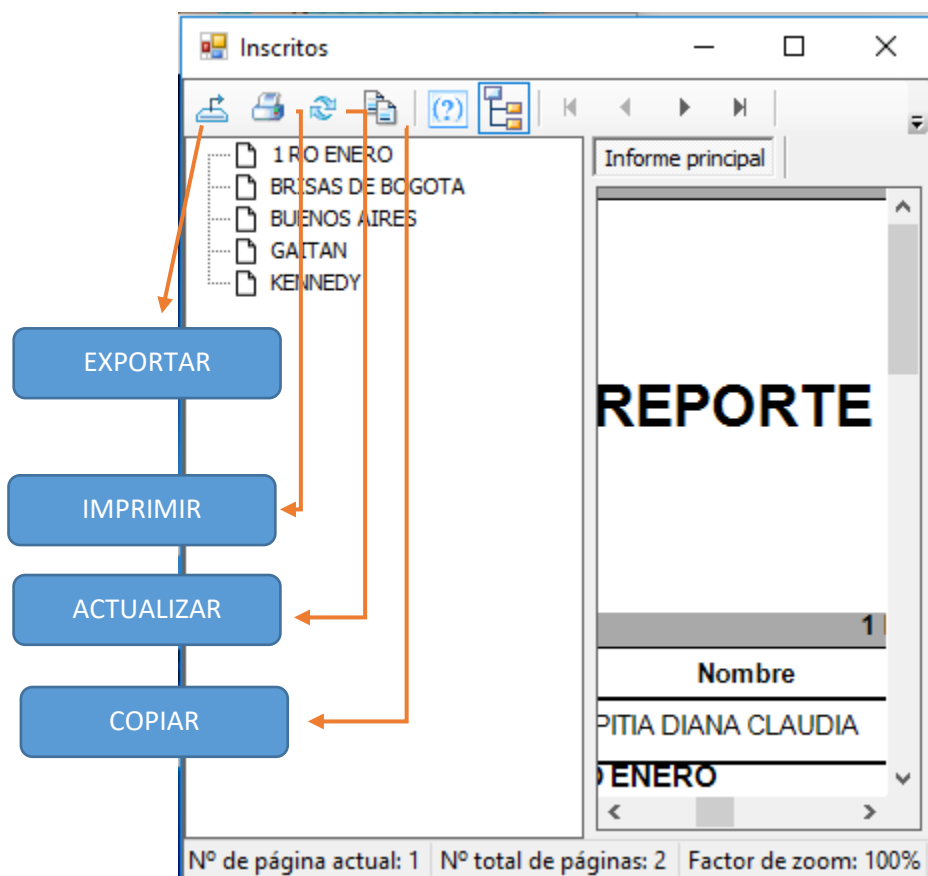 Inscritos
(?)
1 RO ENERO
BRISAS DE BOGOTA
BUENOS AIRES
GAITAN
KENNEDY
Informe principal
EXPORTAR
REPORTE
IMPRIMIR
ACTUALIZAR
1
Nombre
COPIAR
PITIA DIANA CLAUDIA
O ENERO
Nº de página actual: 1 Nº total de páginas: 2 Factor de zoom: 100%